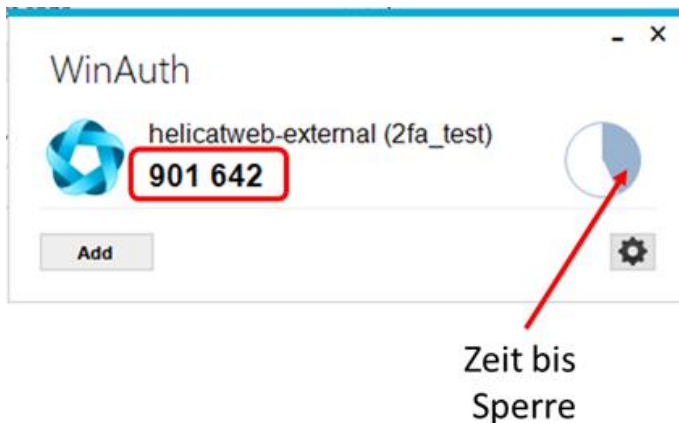 WinAuth
helicatweb-external (2fa_test)
901 642
Add
Zeit bis
Sperre